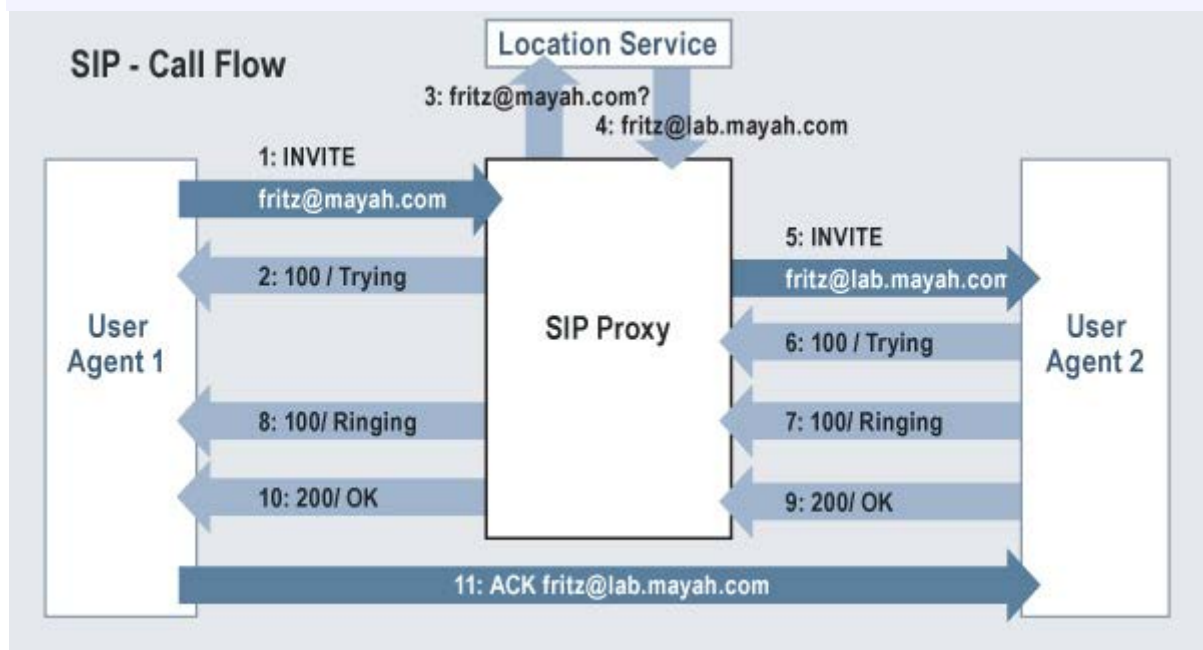 SIP - Call Flow
Location Service
3: fritz@mayah.com?
4: fritz@lab.mayah.com
1: INVITE
fritz@mayah.com
5: INVITE
fritz@lab.mayah.com
2: 100 / Trying
User
Agent 1
SIP Proxy
6: 100 / Trying
User
Agent 2
8: 100/ Ringing
7: 100/ Ringing
10: 200/ OK
9: 200/ OK
11: ACK fritz@lab.mayah.com